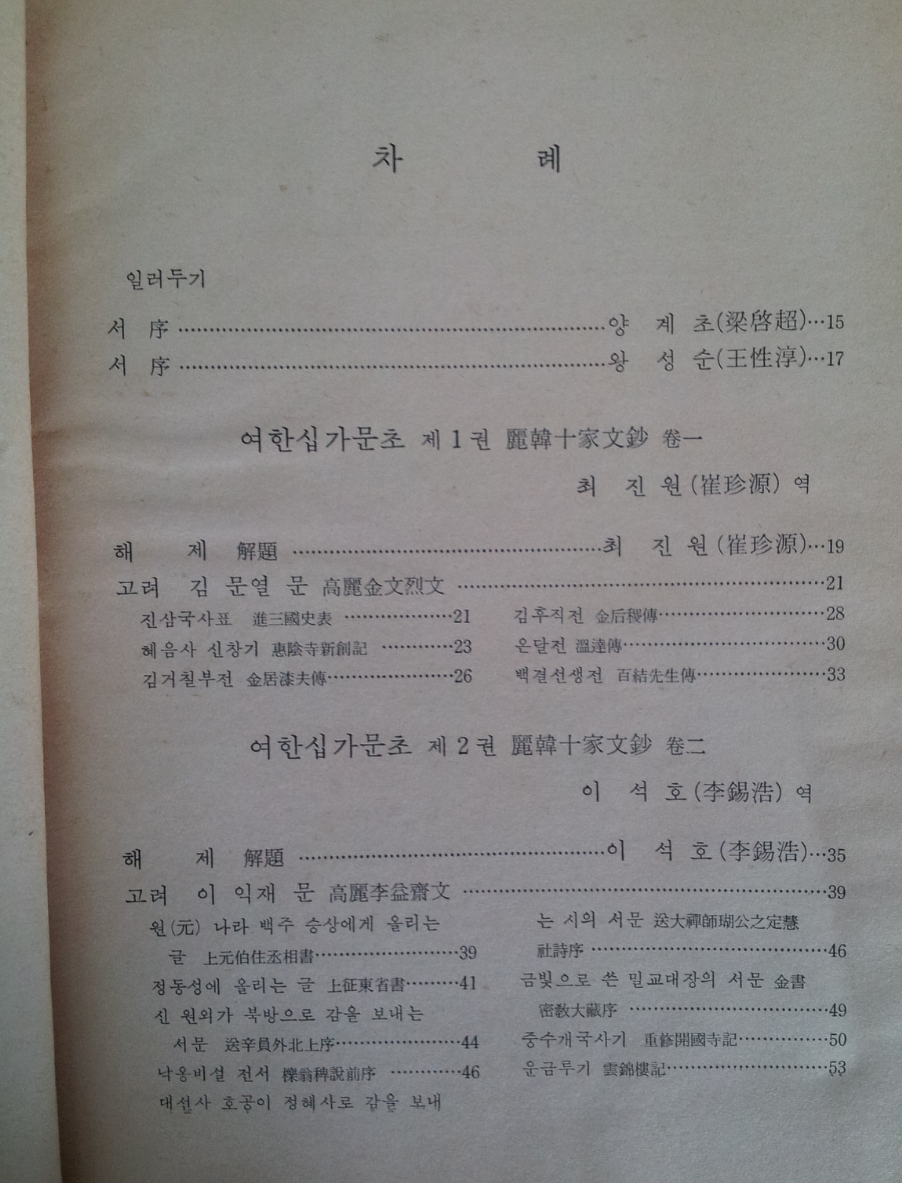 차 례
일러두기
서 序 ··· 양 계 초(梁啓超)···15
서 序 ··· 왕 성 순(王性淳)···17
여한십가문초 제1권 麗韓十家文鈔 卷一
최 진 원(崔珍源) 역
해 제 解題 ··· 최 진 원(崔珍源)···19
고려 김 문열 문 高麗金文烈文 ··· 21
진삼국사표 進三國史表 ··· 21
혜음사 신창기 惠陰寺新創記 ··· 23
김거칠부전 金居漆夫傳 ··· 26
김후직전 金后稷傳 ··· 28
온달전 溫達傳 ··· 30
백결선생전 百結先生傳 ··· 33
여한십가문초 제2권 麗韓十家文鈔 卷二
이 석 호(李錫浩) 역
해 제 解題 ··· 이 석 호(李錫浩)···35
고려 이 익재 문 高麗李益齋文 ··· 39
원(元) 나라 백주 승상에게 올리는
글 上元伯住丞相書 ··· 39
정동성에 올리는 글 上征東省書 ··· 41
신 원외가 북방으로 감을 보내는
서문 送辛員外北上序 ··· 44
낙옹비설 전서 櫟翁稗說前序 ··· 46
대선사 호공이 정혜사로 감을 보내
는 시의 서문 送大禪師瑚公之定慧
社詩序 ··· 46
금빛으로 쓴 밀교대장의 서문 金書
密敎大藏序 ··· 49
중수개국사기 重修開國寺記 ··· 50
운금루기 雲錦樓記 ··· 53